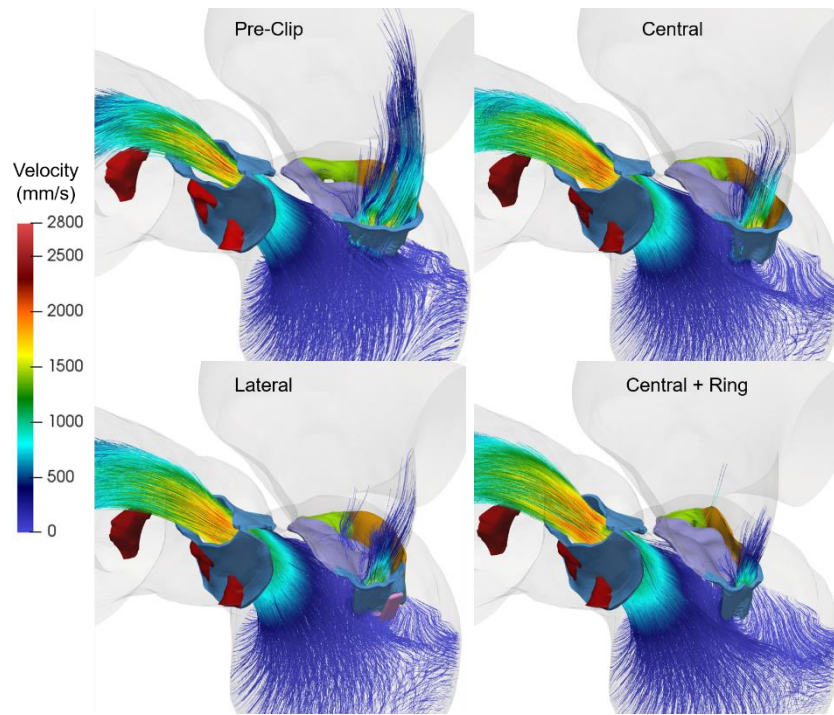 Pre-Clip
Central
Velocity
(mm/s)
2800
2500
2000
1500
1000
500
0
Lateral
Central + Ring